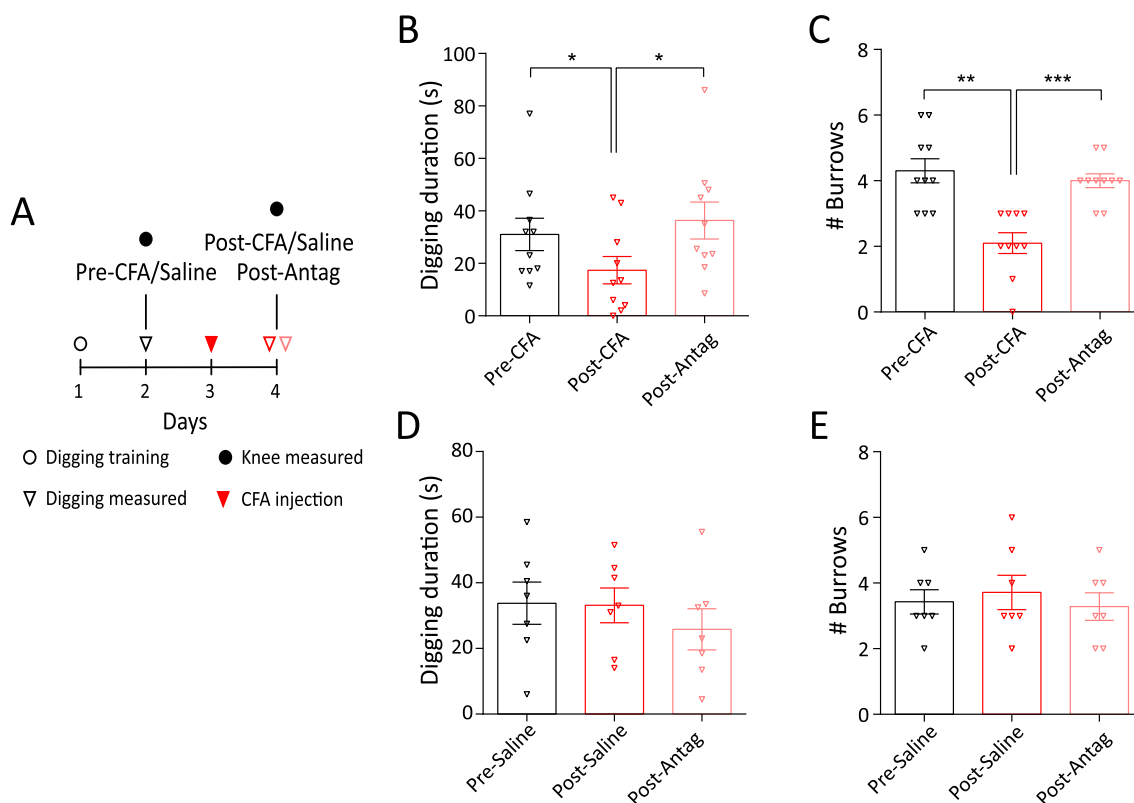 A
Post-CFA/Saline
Pre-CFA/Saline Post-Antag
1 2 3 4
Days
Digging training Knee measured
Digging measured CFA injection
B
Digging duration (s)
100
80
60
40
20
0
* *
Pre-CFA Post-CFA Post-Antag
C
# Burrows
8
6
4
2
0
** ***
Pre-CFA Post-CFA Post-Antag
D
Digging duration (s)
80
60
40
20
0
Pre-Saline Post-Saline Post-Antag
E
# Burrows
8
6
4
2
0
Pre-Saline Post-Saline Post-Antag